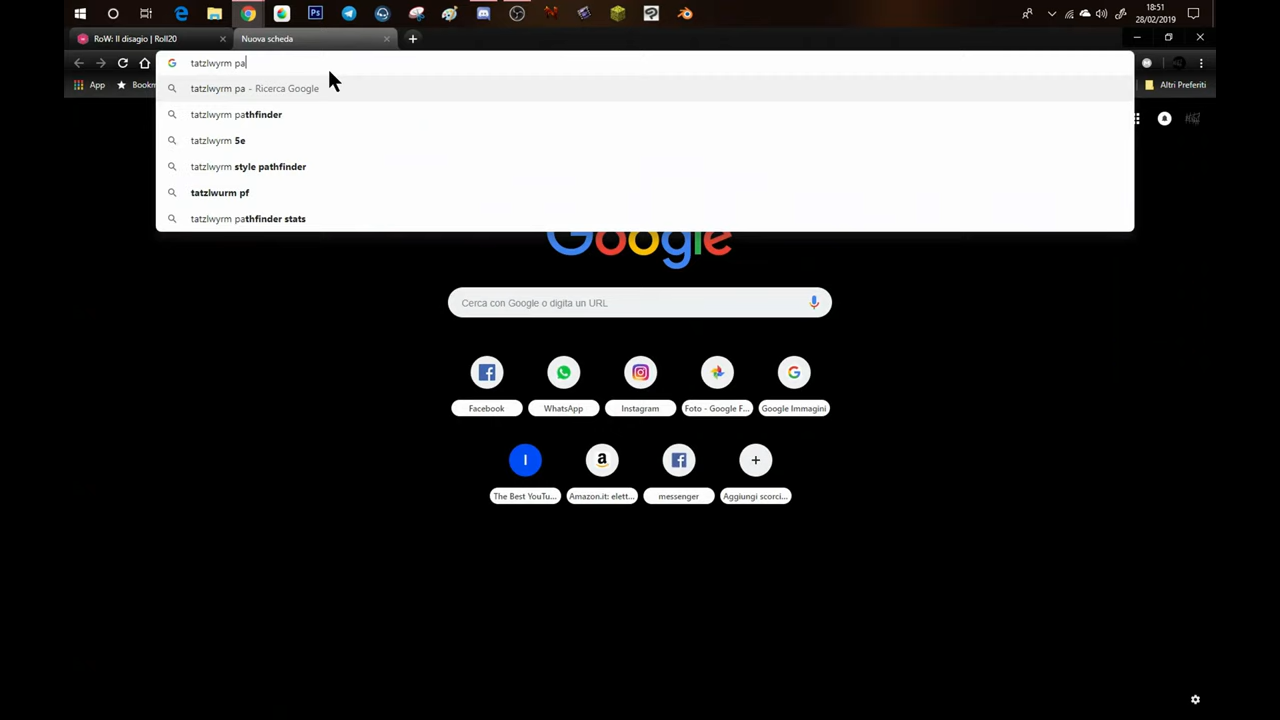 18:51
28/02/2019
RoW: Il disagio | Roll20
Nuova scheda
tatzlwyrm pa
tatzlwyrm pa - Ricerca Google
tatzlwyrm pathfinder
tatzlwyrm 5e
tatzlwyrm style pathfinder
tatzlwurm pf
tatzlwyrm pathfinder stats
App
Bookm
Altri Preferiti
Google
Cerca con Google o digita un URL
Facebook
WhatsApp
Instagram
Foto - Google F...
Google Immagini
The Best YouTu...
Amazon.it: elett...
messenger
Aggiungi scorci...